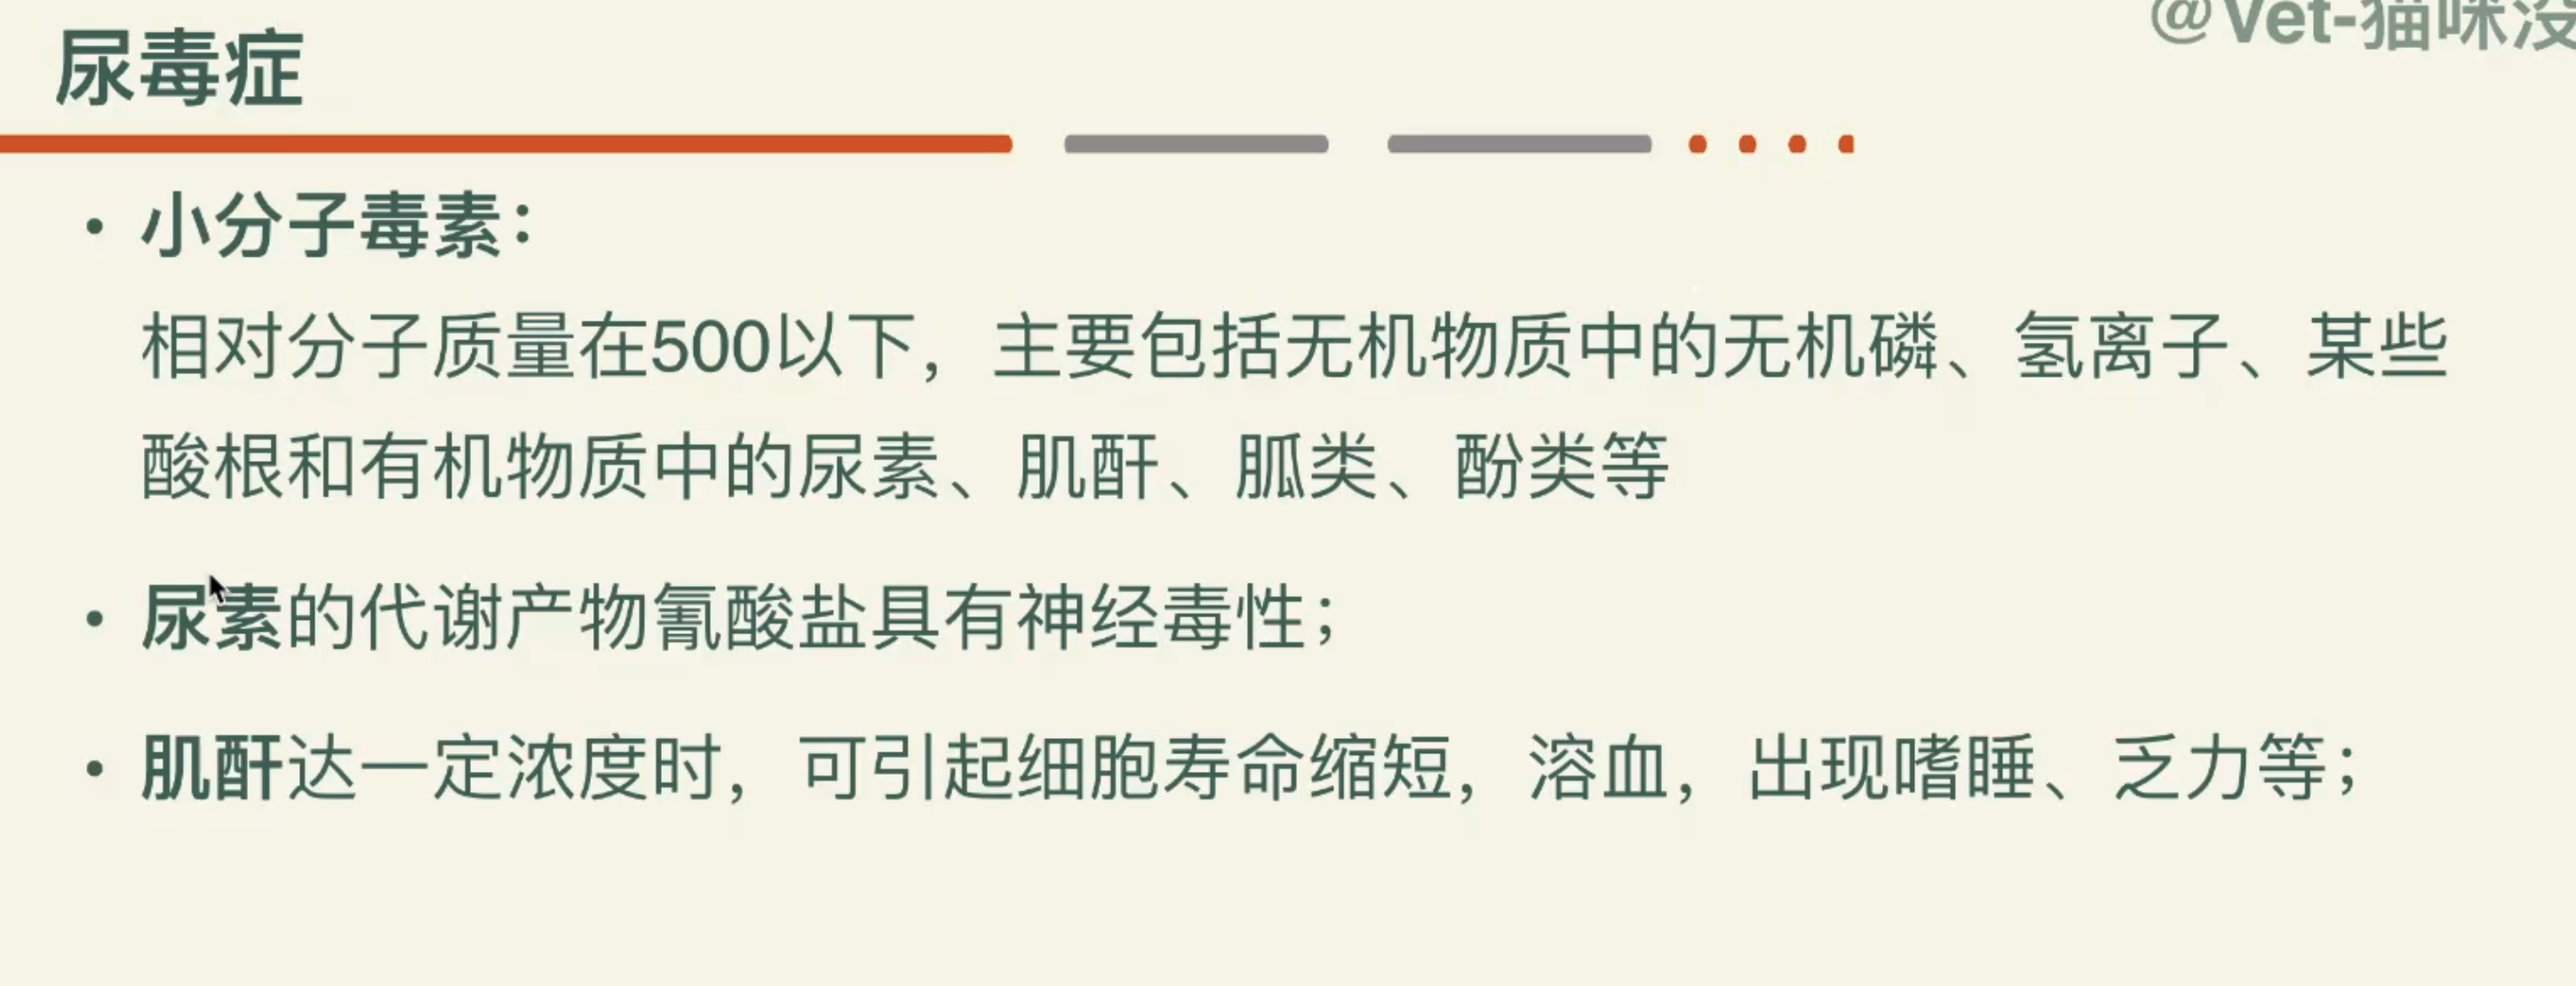 @Vet-猫咪没
尿毒症
• 小分子毒素：
相对分子质量在500以下，主要包括无机物质中的无机磷、氢离子、某些
酸根和有机物质中的尿素、肌酐、胍类、酚类等
• 尿素的代谢产物氰酸盐具有神经毒性；
• 肌酐达一定浓度时，可引起细胞寿命缩短，溶血，出现嗜睡、乏力等；